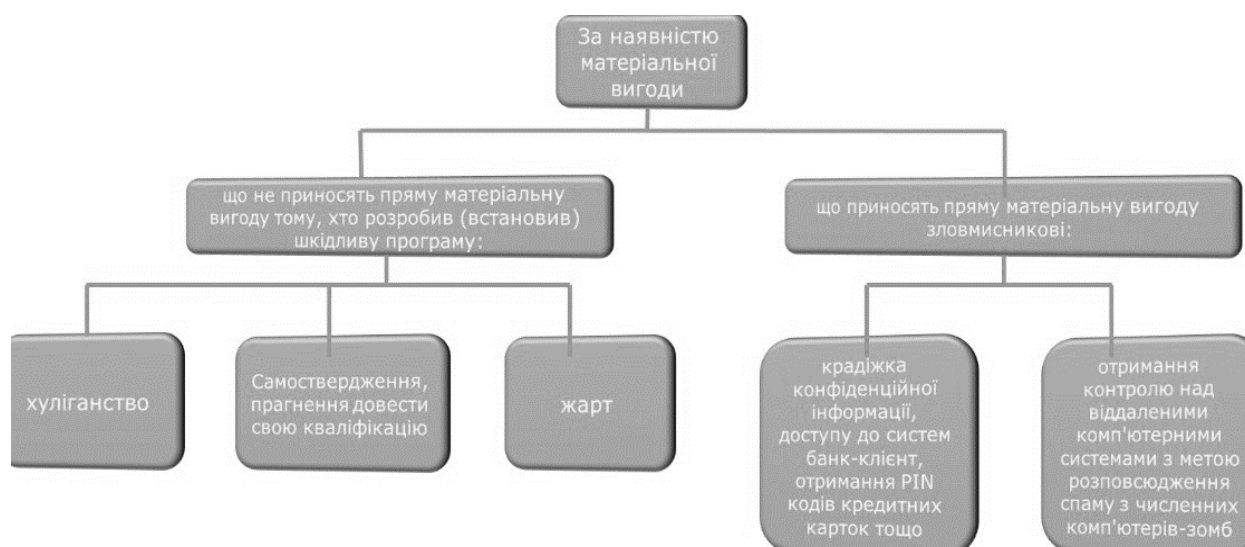 За наявністю
матеріальної
вигоди
що не приносять пряму матеріальну
вигоду тому, хто розробив (встановив)
шкідливу програму:
що приносять пряму матеріальну вигоду
зловмисникові:
хуліганство
Самоствердження,
прагнення довести
свою кваліфікацію
жарт
крадіжка
конфіденційної
інформації,
доступу до систем
банк-клієнт,
отримання PIN
кодів кредитних
карток тощо
отримання
контролю над
віддаленими
комп'ютерними
системами з метою
розповсюдження
спаму з численних
комп'ютерів-зомб